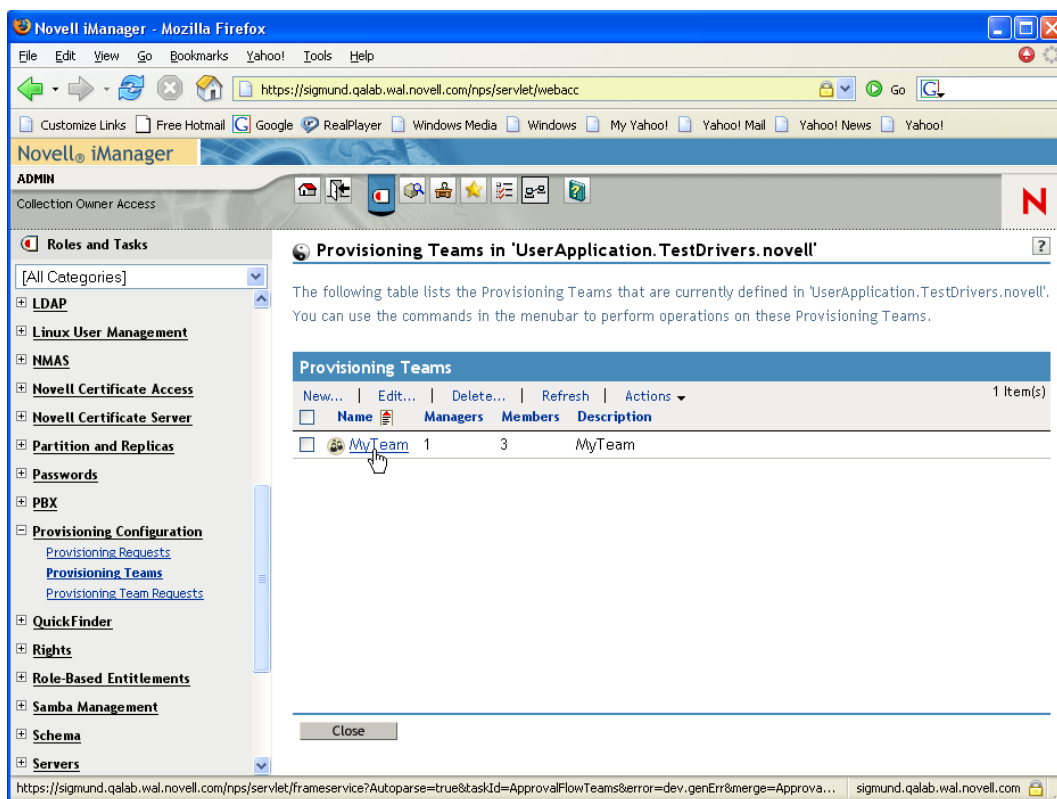 Novell iManager - Mozilla Firefox
File Edit View Go Bookmarks Yahoo! Tools Help
https://sigmund.qalab.wal.novell.com/nps/servlet/webacc Go G
Customize Links Free Hotmail G Google RealPlayer Windows Media Windows My Yahoo! Yahoo! Mail Yahoo! News Yahoo!
Novell® iManager
ADMIN
Collection Owner Access
N
Roles and Tasks
[All Categories]
LDAP
Linux User Management
NMAS
Novell Certificate Access
Novell Certificate Server
Partition and Replicas
Passwords
PBX
Provisioning Configuration
Provisioning Requests
Provisioning Teams
Provisioning Team Requests
QuickFinder
Rights
Role-Based Entitlements
Samba Management
Schema
Servers
Provisioning Teams in 'UserApplication.TestDrivers.novell' ?
The following table lists the Provisioning Teams that are currently defined in 'UserApplication.TestDrivers.novell'.
You can use the commands in the menubar to perform operations on these Provisioning Teams.
Provisioning Teams
New... | Edit... | Delete... | Refresh | Actions 1 Item(s)
Name Managers Members Description
MyTeam 1 3 MyTeam
Close
https://sigmund.qalab.wal.novell.com/nps/servlet/frameservice?Autoparse=true&taskId=ApprovalFlowTeams&error=dev.genErr&merge=Approva... sigmund.qalab.wal.novell.com